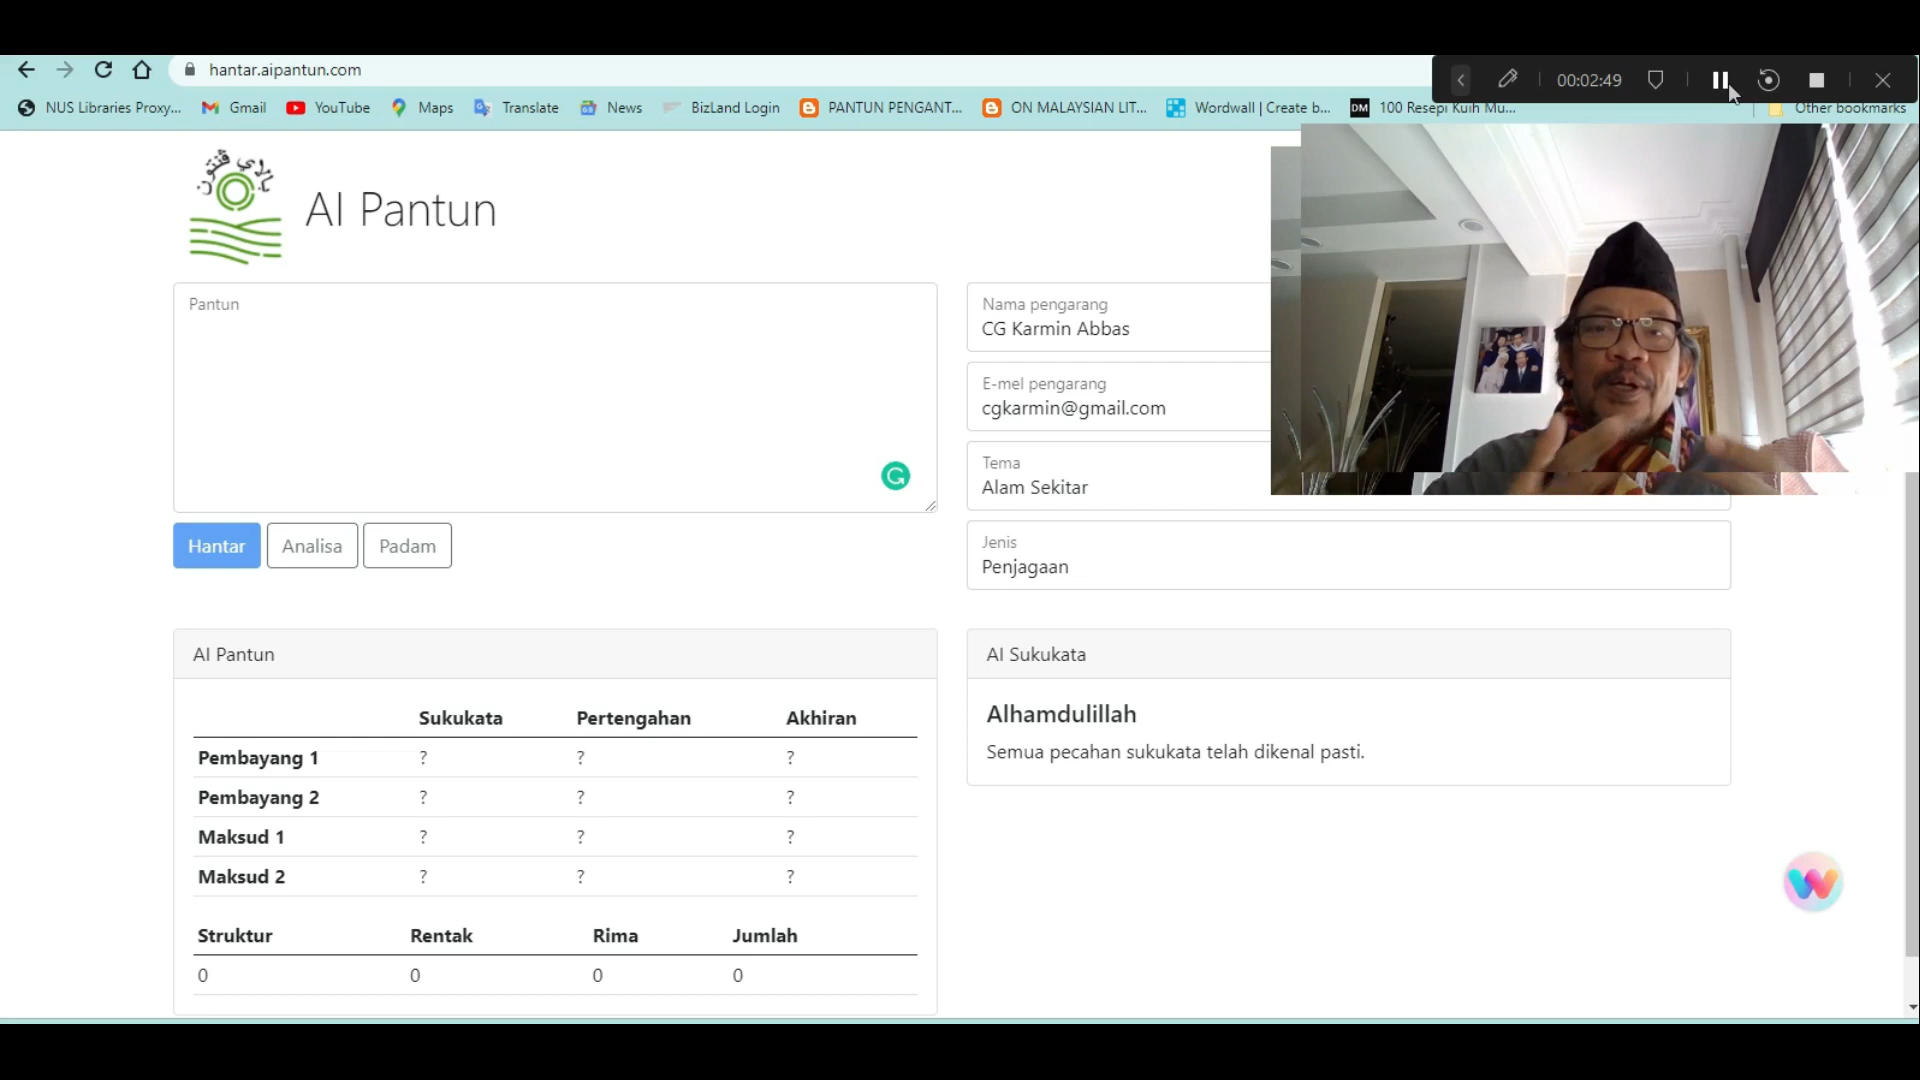 hantar.aipantun.com
00:02:49
NUS Libraries Proxy...
Gmail
YouTube
Maps
Translate
News
BizLand Login
PANTUN PENGANT...
ON MALAYSIAN LIT...
Wordwall | Create b...
DM
100 Resepi Kuih Mu...
Other bookmarks
بالاي ڤنتون
AI Pantun
Pantun
Nama pengarang
CG Karmin Abbas
E-mel pengarang
cgkarmin@gmail.com
Tema
Alam Sekitar
Jenis
Penjagaan
Hantar
Analisa
Padam
AI Pantun
Sukukata Pertengahan Akhiran
Pembayang 1 ? ? ?
Pembayang 2 ? ? ?
Maksud 1 ? ? ?
Maksud 2 ? ? ?
Struktur Rentak Rima Jumlah
0 0 0 0
AI Sukukata
Alhamdulillah
Semua pecahan sukukata telah dikenal pasti.